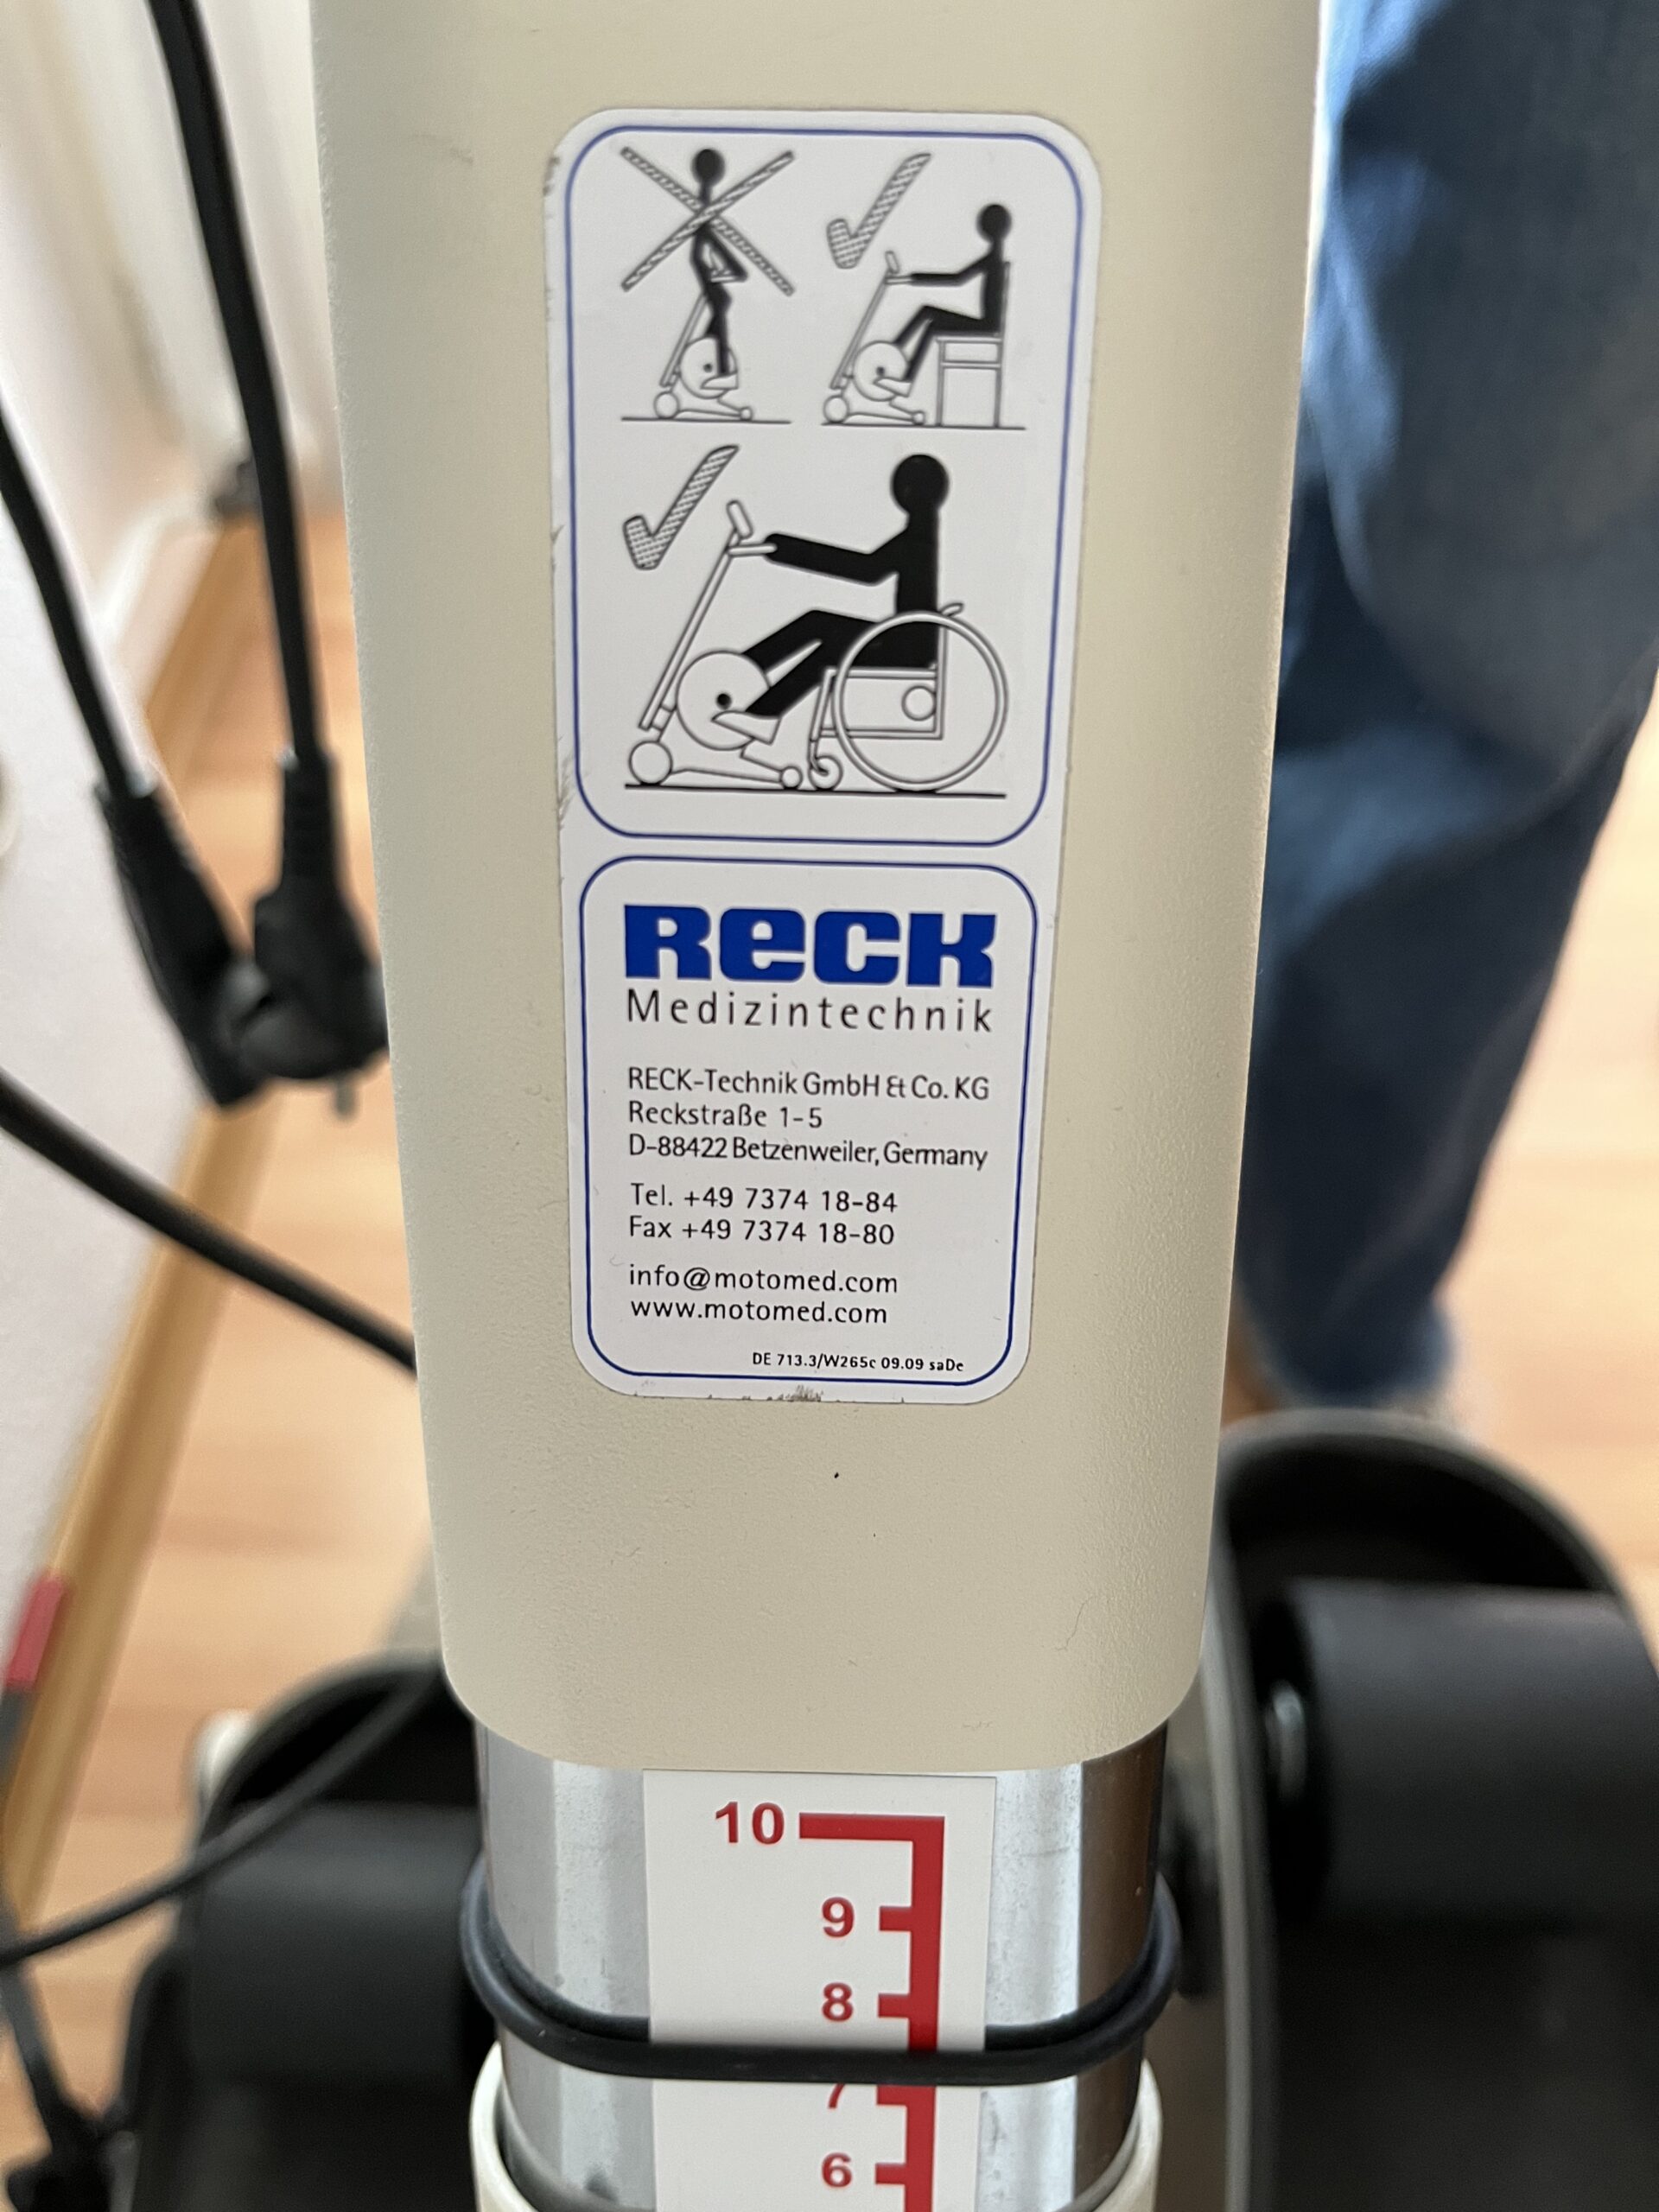 RECK
Medizintechnik
RECK-Technik GmbH & Co. KG
Reckstraße 1-5
D-88422 Betzenweiler, Germany
Tel. +49 7374 18-84
Fax +49 7374 18-80
info@motomed.com
www.motomed.com
DE 713.3/W265c 09.09 saDe
10
9
8
7
6